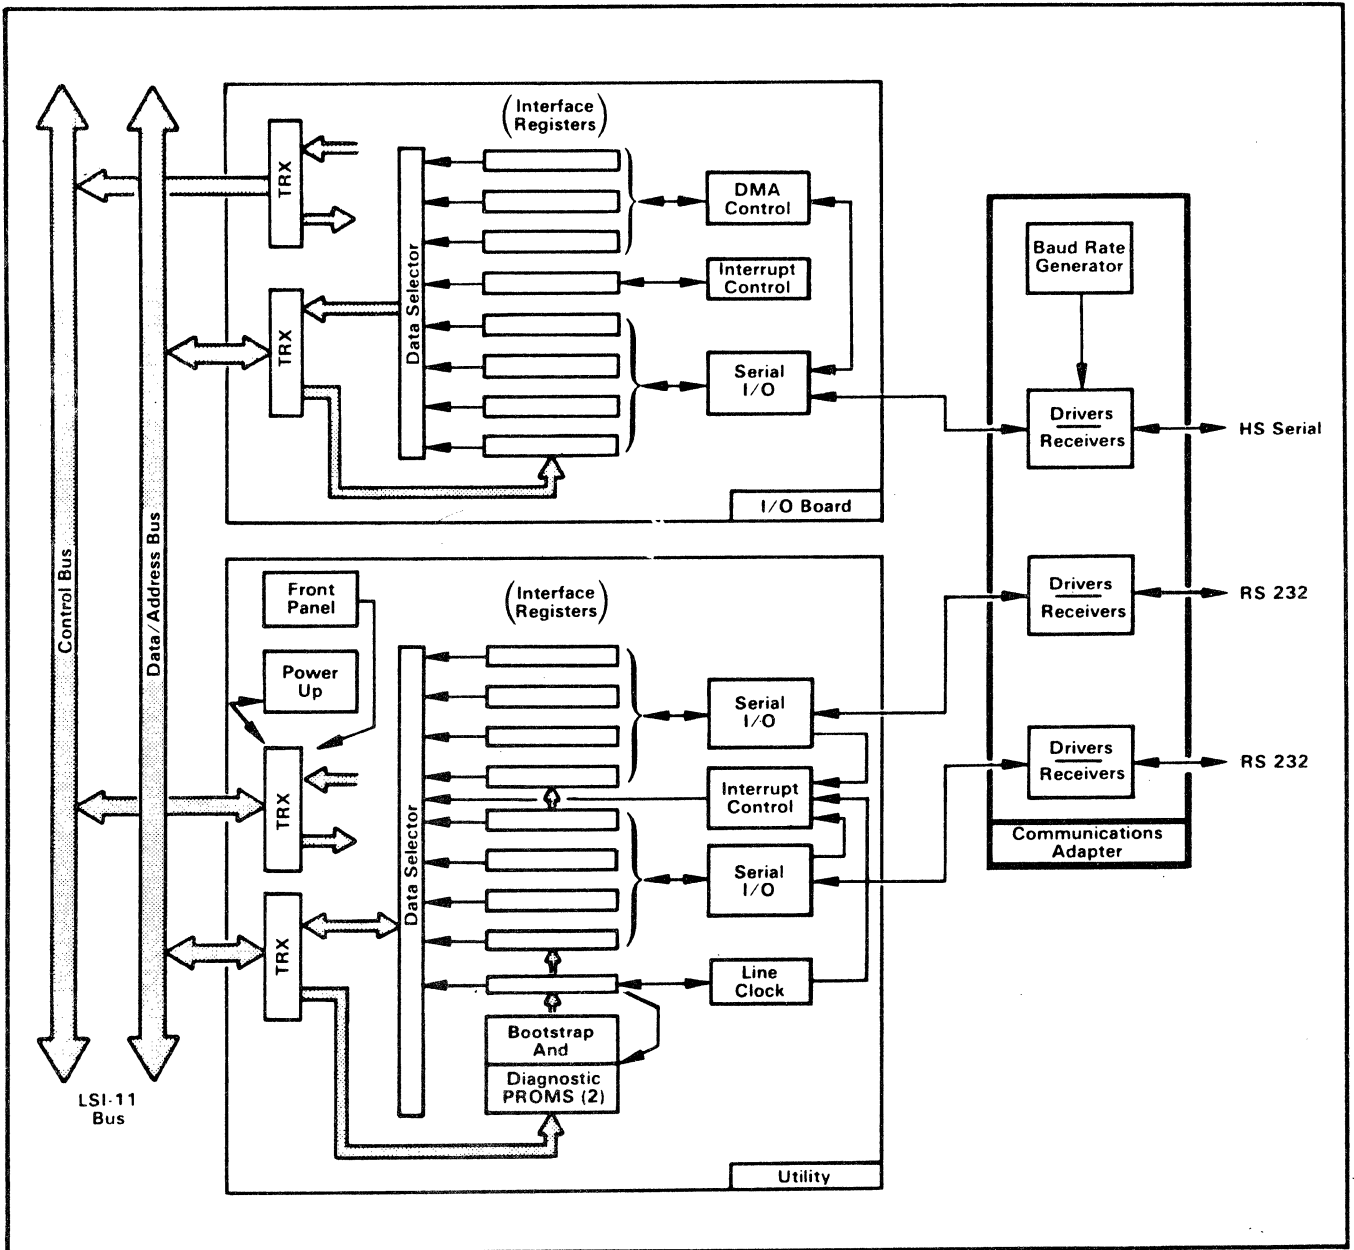 (Interface
Registers)
TRX
DMA
Control
Baud Rate
Generator
Interrupt
Control
Data Selector
TRX
Serial
I/O
Drivers
Receivers
HS Serial
I/O Board
Control Bus
Data/Address Bus
Front
Panel
(Interface
Registers)
Drivers
Receivers
RS 232
Power
Up
Serial
I/O
TRX
Interrupt
Control
Drivers
Receivers
RS 232
Data Selector
Communications
Adapter
Serial
I/O
TRX
Line
Clock
Bootstrap
And
Diagnostic
PROMS (2)
LSI-11
Bus
Utility